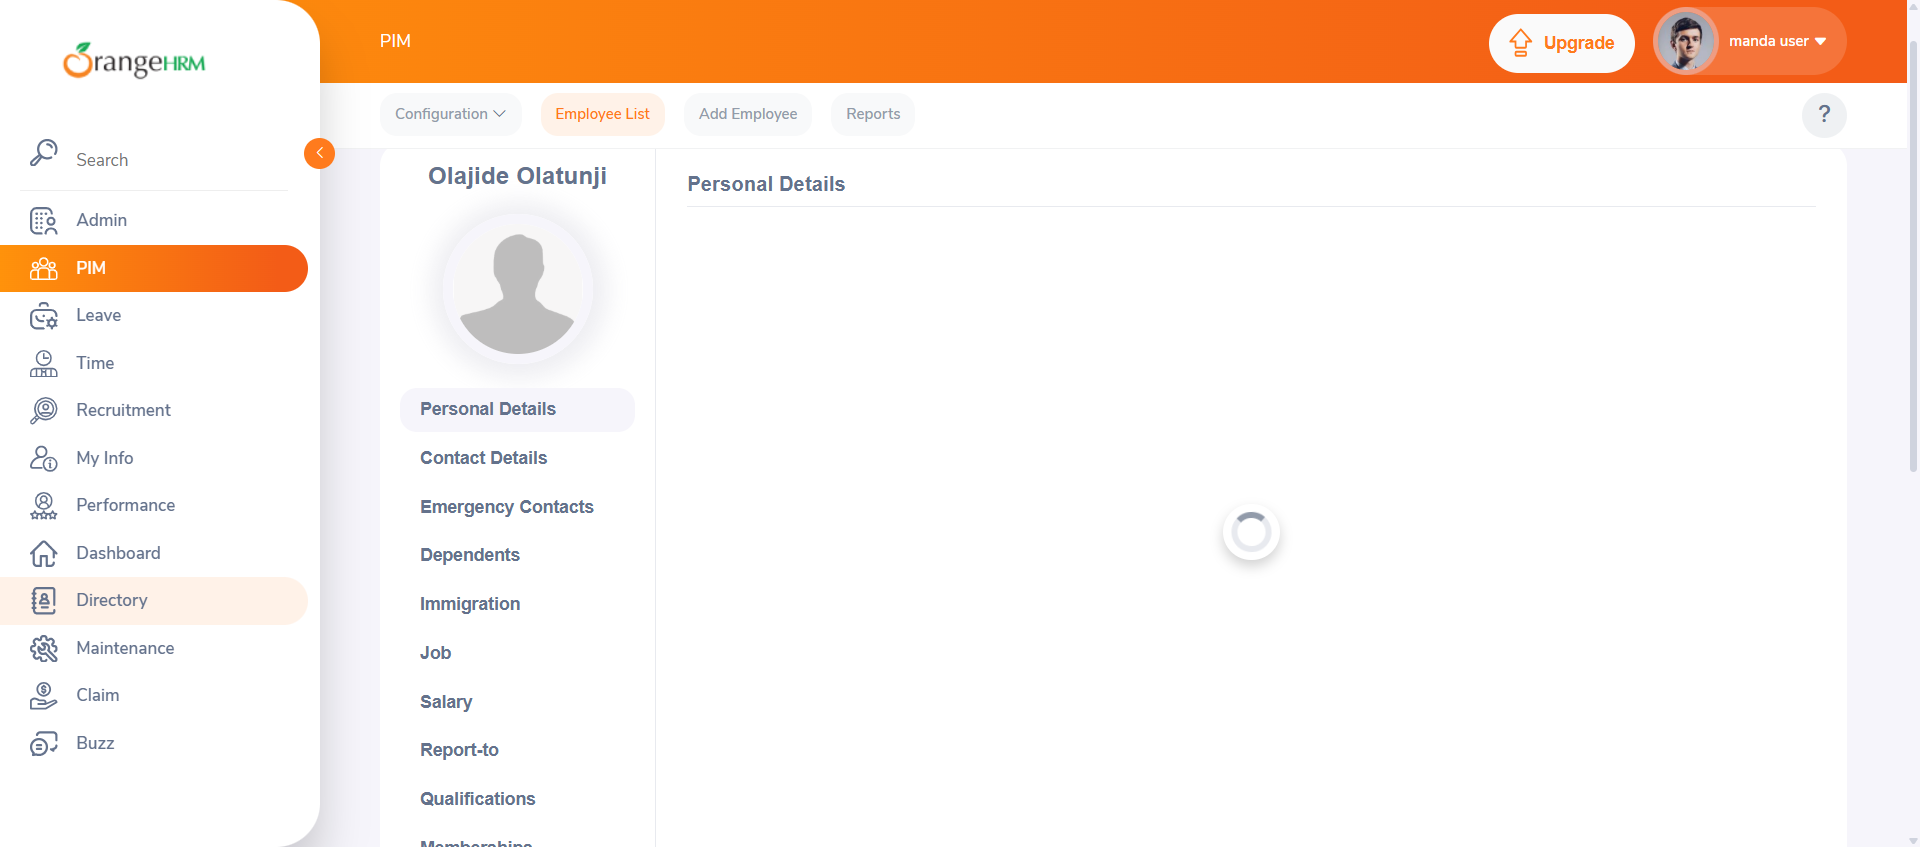 OrangeHRM
Search
Admin
PIM
Leave
Time
Recruitment
My Info
Performance
Dashboard
Directory
Maintenance
Claim
Buzz
PIM
Upgrade
manda user
Configuration
Employee List
Add Employee
Reports
?
Olajide Olatunji
Personal Details
Contact Details
Emergency Contacts
Dependents
Immigration
Job
Salary
Report-to
Qualifications
Memberships
Personal Details